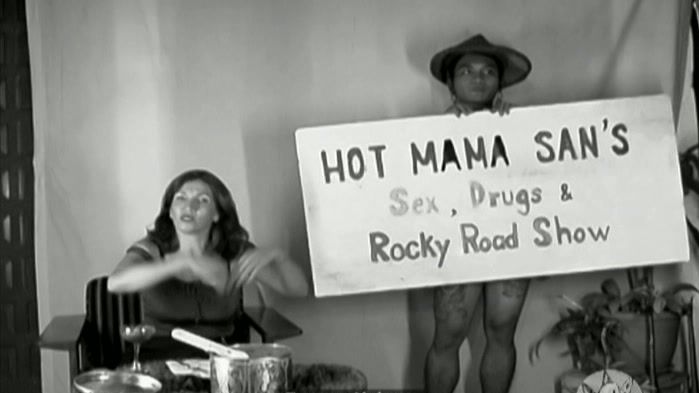 HOT MAMA SAN'S
Sex, Drugs &
Rocky Road Show